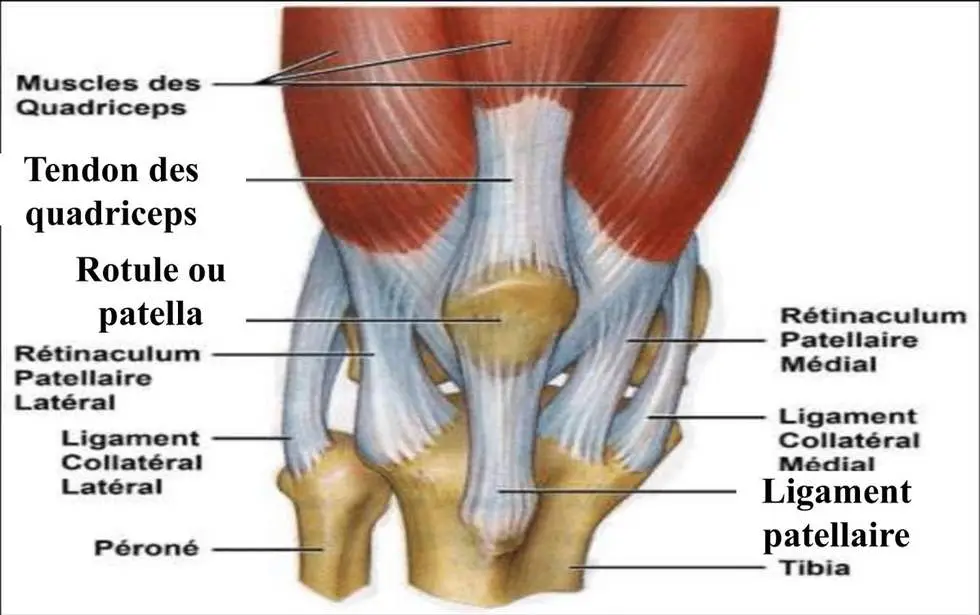 Muscles des
Quadriceps
Tendon des
quadriceps
Rotule ou
patella
Rétinaculum
Patellaire
Latéral
Ligament
Collatéral
Latéral
Péroné
Rétinaculum
Patellaire
Médial
Ligament
Collatéral
Médial
Ligament
patellaire
Tibia